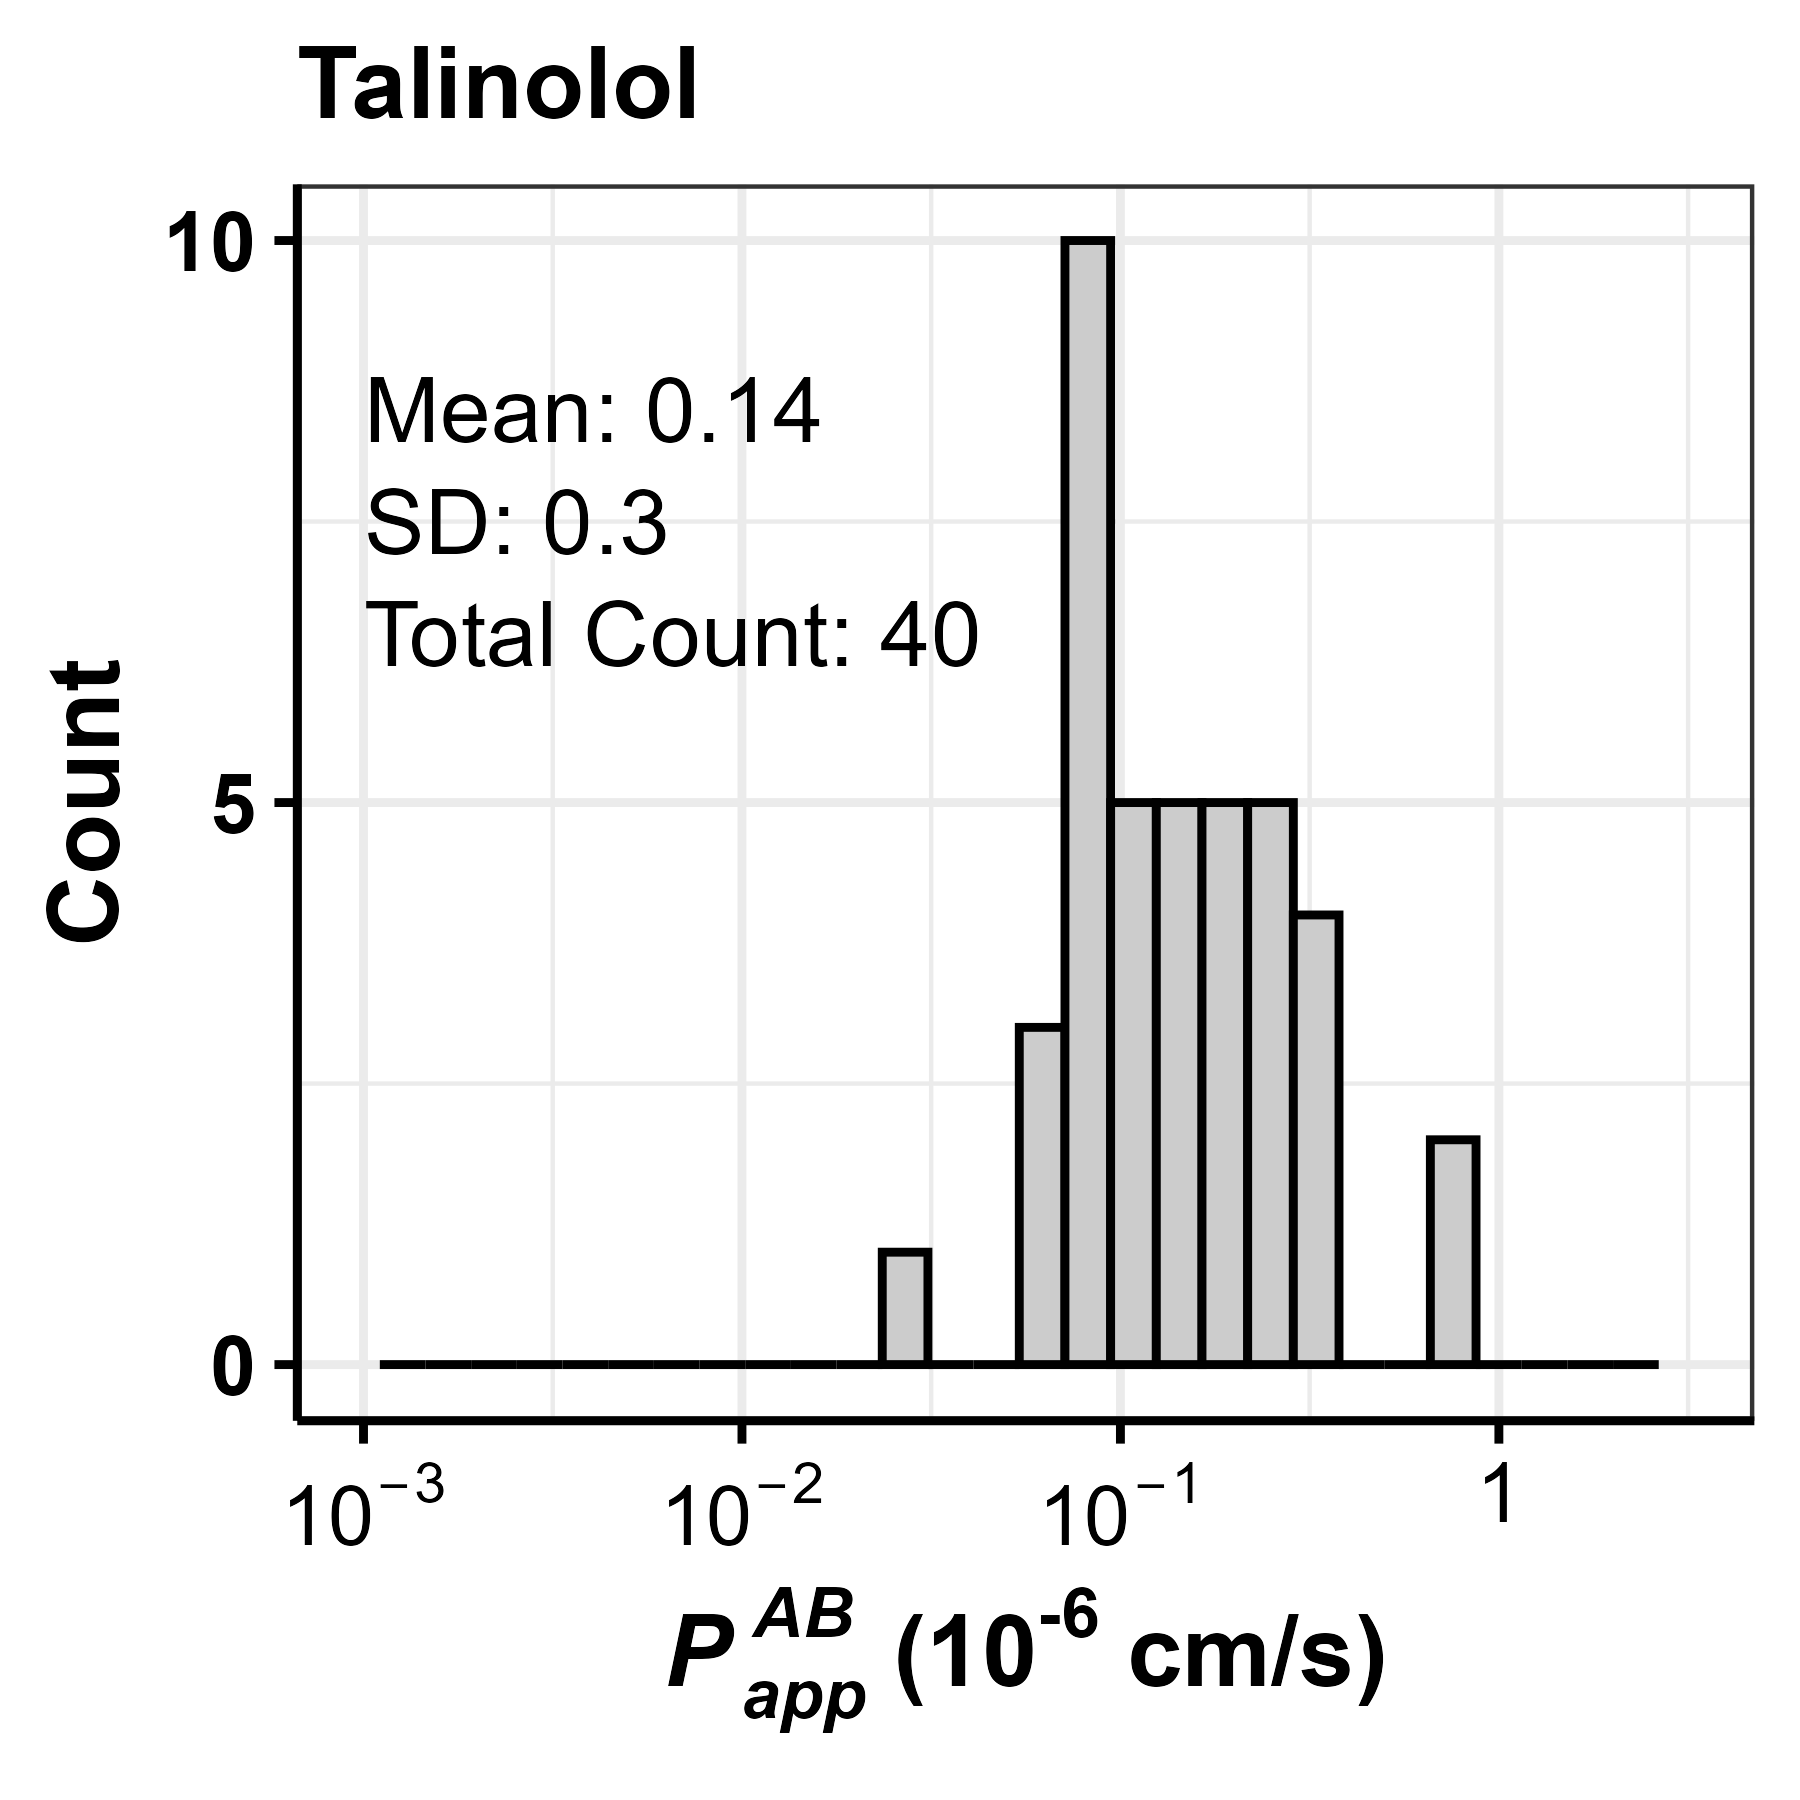 Talinolol
10
Mean: 0.14
SD: 0.3
Total Count: 40
Count
5
0
10⁻³ 10⁻² 10⁻¹ 1
P_app^AB (10⁻⁶ cm/s)